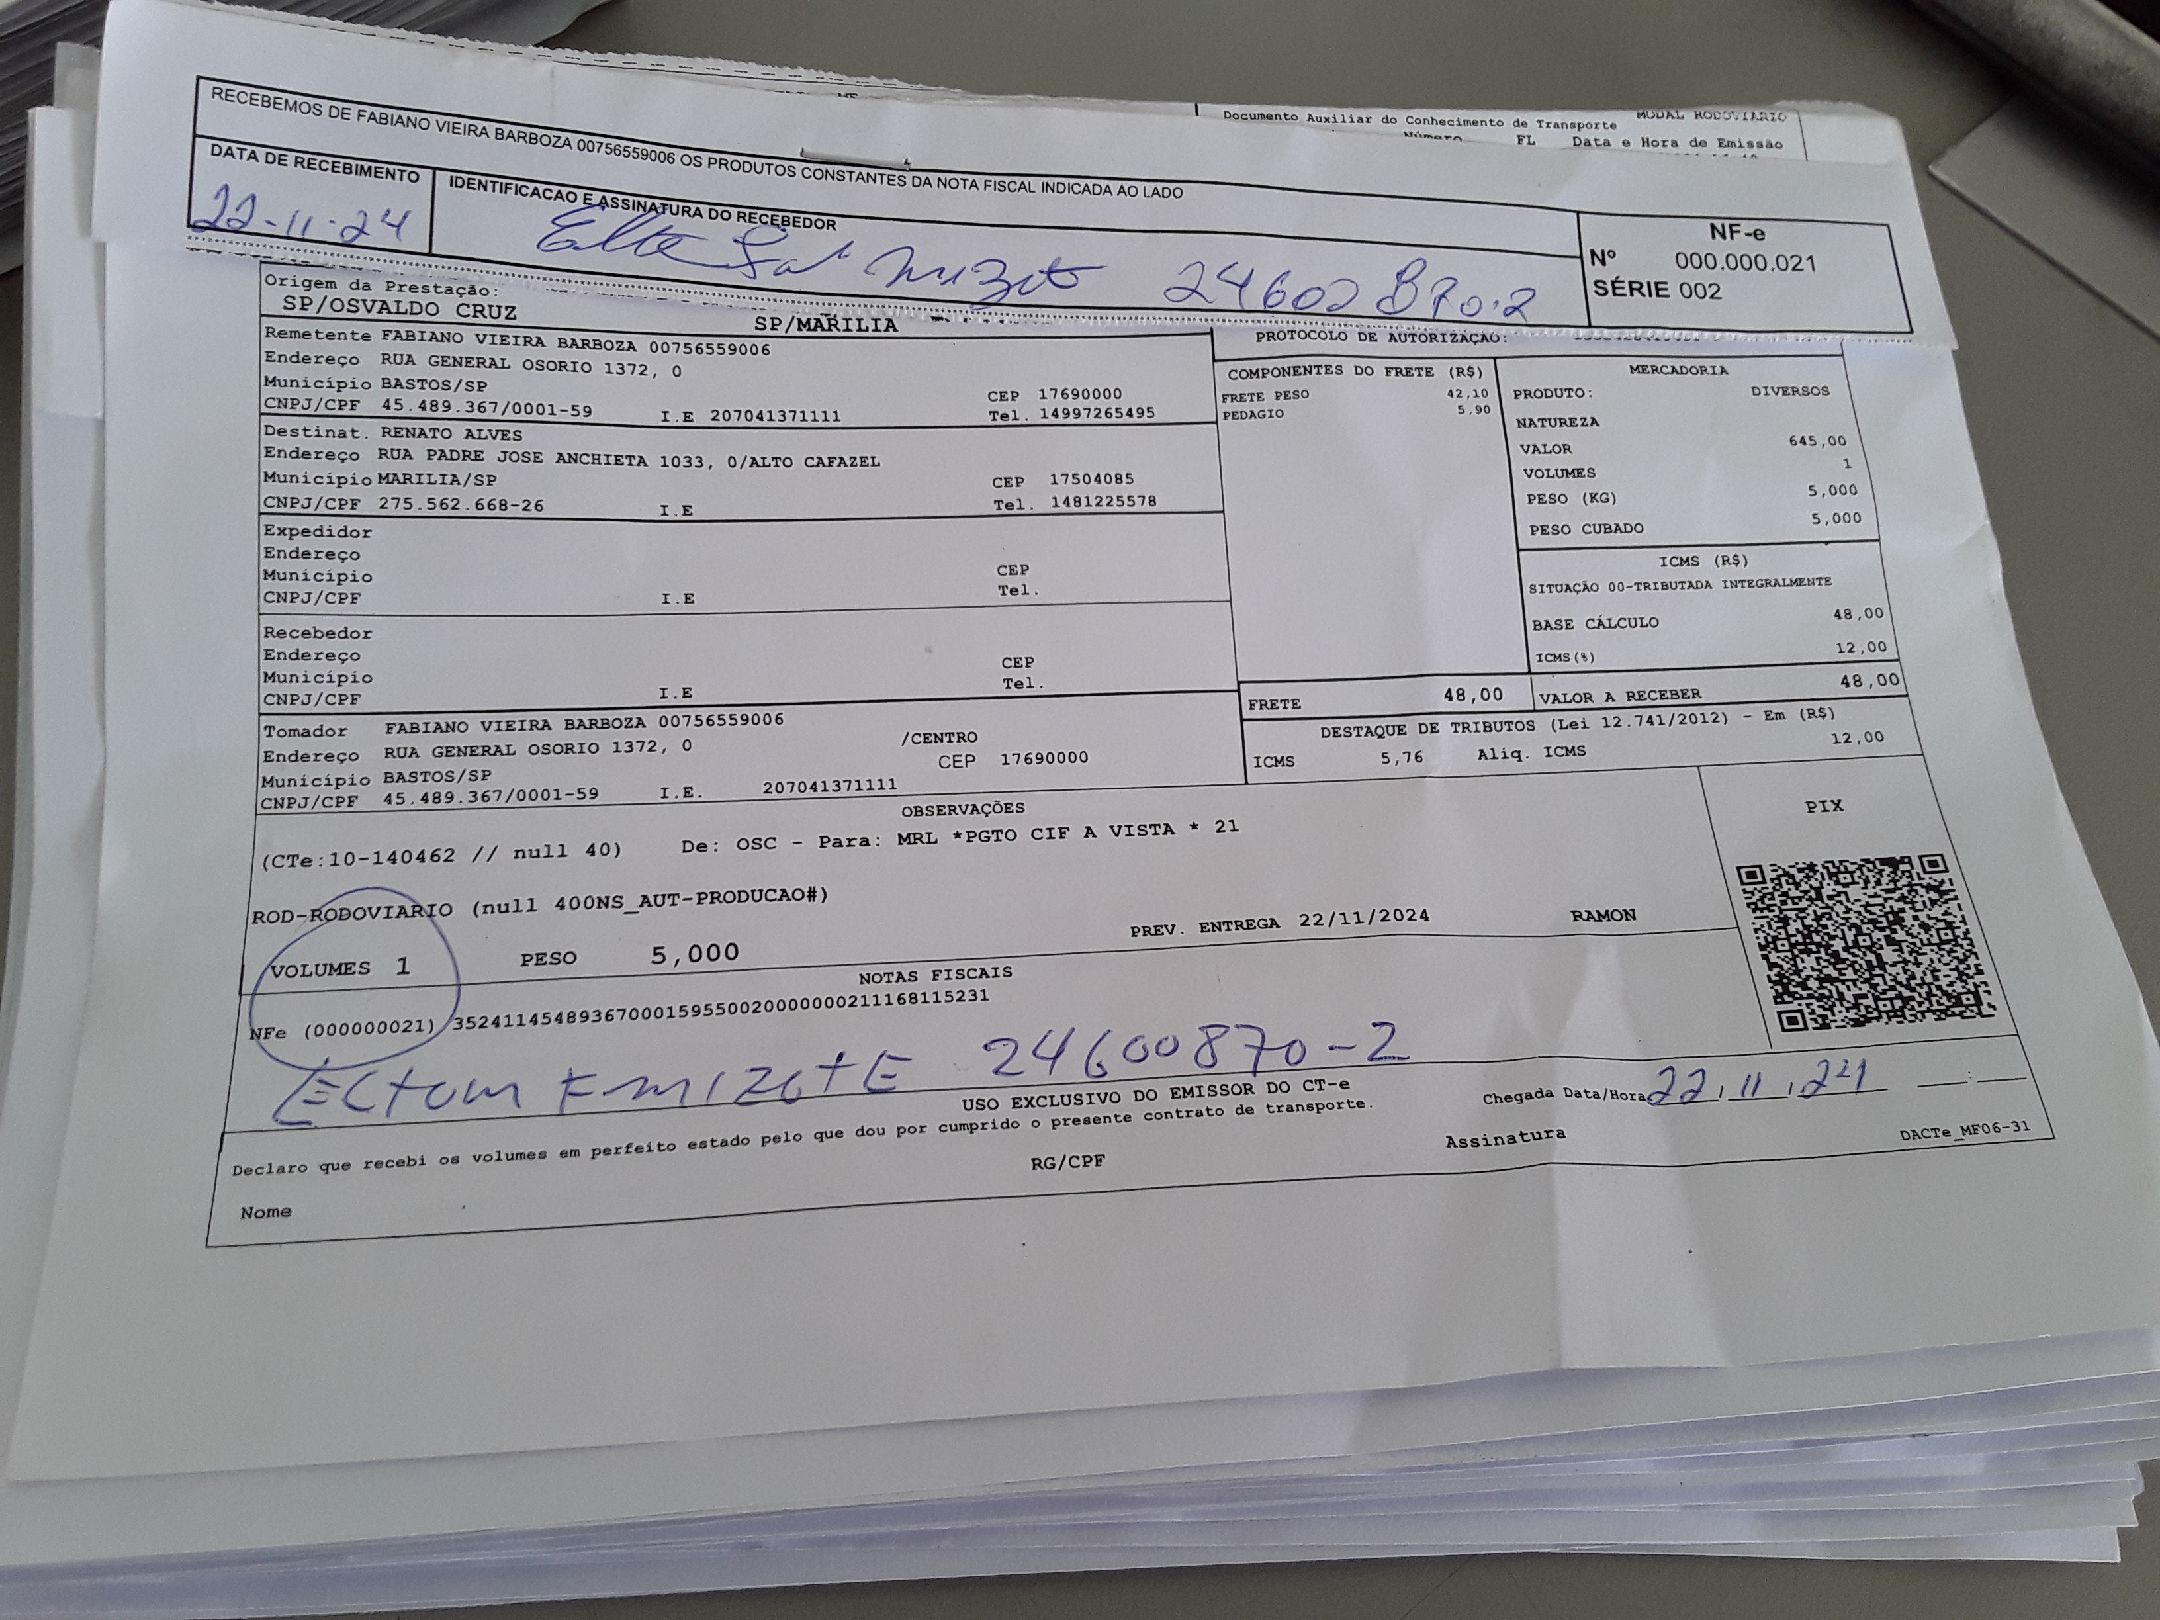 Documento Auxiliar do Conhecimento de Transporte MODAL RODOVIARIO
Número FL Data e Hora de Emissão
RECEBEMOS DE FABIANO VIEIRA BARBOZA 00756559006 OS PRODUTOS CONSTANTES DA NOTA FISCAL INDICADA AO LADO
DATA DE RECEBIMENTO
22-11-24
IDENTIFICACAO E ASSINATURA DO RECEBEDOR
NF-e
Nº 000.000.021
SÉRIE 002
Origem da Prestação:
SP/OSVALDO CRUZ
SP/MARILIA
Remetente FABIANO VIEIRA BARBOZA 00756559006
Endereço RUA GENERAL OSORIO 1372, 0
Município BASTOS/SP CEP 17690000
CNPJ/CPF 45.489.367/0001-59 I.E 207041371111 Tel. 14997265495
Destinat. RENATO ALVES
Endereço RUA PADRE JOSE ANCHIETA 1033, 0/ALTO CAFAZEL
Município MARILIA/SP CEP 17504085
CNPJ/CPF 275.562.668-26 I.E Tel. 1481225578
Expedidor
Endereço
Município CEP
CNPJ/CPF I.E Tel.
Recebedor
Endereço
Município CEP
CNPJ/CPF I.E Tel.
Tomador FABIANO VIEIRA BARBOZA 00756559006
Endereço RUA GENERAL OSORIO 1372, 0 /CENTRO
Município BASTOS/SP CEP 17690000
CNPJ/CPF 45.489.367/0001-59 I.E. 207041371111
PROTOCOLO DE AUTORIZAÇÃO:
COMPONENTES DO FRETE (R$)
FRETE PESO 42,10
PEDAGIO 5,90
MERCADORIA
PRODUTO: DIVERSOS
NATUREZA
VALOR 645,00
VOLUMES 1
PESO (KG) 5,000
PESO CUBADO 5,000
ICMS (R$)
SITUAÇÃO 00-TRIBUTADA INTEGRALMENTE
BASE CÁLCULO 48,00
ICMS(%) 12,00
FRETE 48,00 VALOR A RECEBER 48,00
DESTAQUE DE TRIBUTOS (Lei 12.741/2012) - Em (R$)
ICMS 5,76 Aliq. ICMS 12,00
OBSERVAÇÕES
(CTe:10-140462 // null 40) De: OSC - Para: MRL *PGTO CIF A VISTA * 21
ROD-RODOVIARIO (null 400NS_AUT-PRODUCAO#)
VOLUMES 1 PESO 5,000 PREV. ENTREGA 22/11/2024 RAMON
PIX
NOTAS FISCAIS
NFe (000000021) 35241145489367000159550020000000211168115231
24600870-2
USO EXCLUSIVO DO EMISSOR DO CT-e
Chegada Data/Hora 22.11.24 __:__
Declaro que recebi os volumes em perfeito estado pelo que dou por cumprido o presente contrato de transporte.
Nome RG/CPF Assinatura DACTe_MF06-31